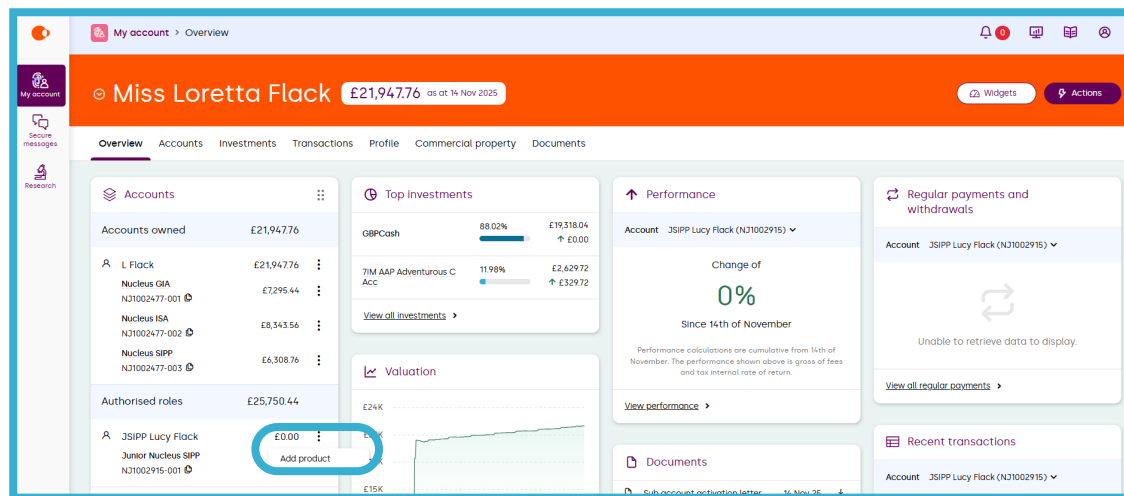 My account > Overview
0
My account
Miss Loretta Flack
£21,947.76 as at 14 Nov 2025
Widgets
Actions
Secure
messages
Research
Overview
Accounts
Investments
Transactions
Profile
Commercial property
Documents
Accounts
Accounts owned £21,947.76
L Flack £21,947.76
Nucleus GIA
NJ1002477-001
£7,295.44
Nucleus ISA
NJ1002477-002
£8,343.56
Nucleus SIPP
NJ1002477-003
£6,308.76
Authorised roles £25,750.44
JSIPP Lucy Flack £0.00
Junior Nucleus SIPP
NJ1002915-001
Add product
Top investments
GBPCash
88.02%
£19,318.04
£0.00
7IM AAP Adventurous C
Acc
11.98%
£2,629.72
£329.72
View all investments >
Valuation
£24K
£15K
Performance
Account JSIPP Lucy Flack (NJ1002915)
Change of
0%
Since 14th of November
Performance calculations are cumulative from 14th of
November. The performance shown above is gross of fees
and tax internal rate of return.
View performance >
Documents
Sub account activation letter 14 Nov 25
Regular payments and
withdrawals
Account JSIPP Lucy Flack (NJ1002915)
Unable to retrieve data to display.
View all regular payments >
Recent transactions
Account JSIPP Lucy Flack (NJ1002915)